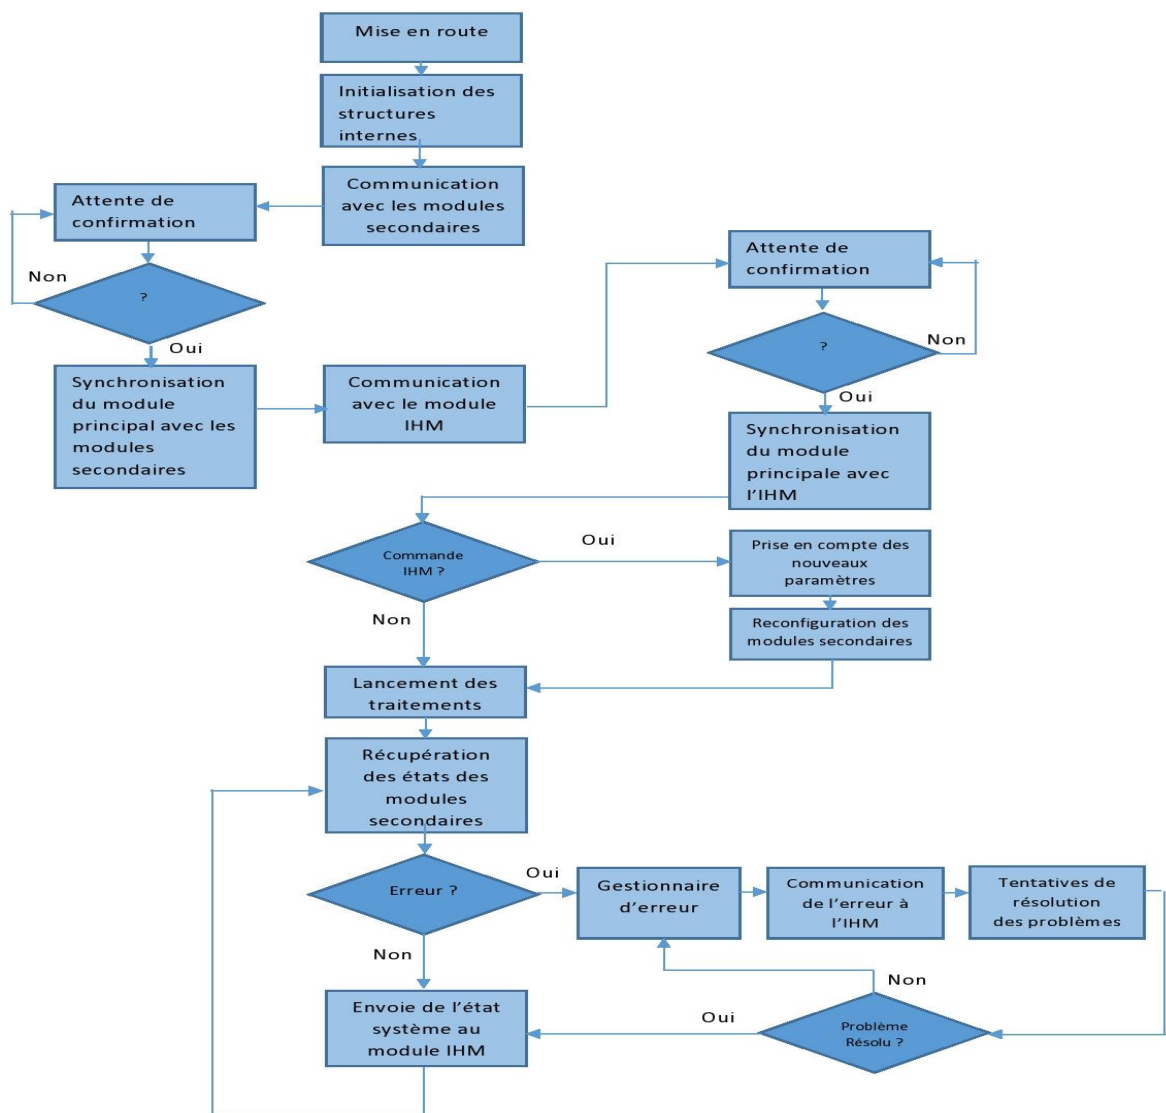 Mise en route
Initialisation des
structures
internes
Communication
avec les modules
secondaires
Attente de
confirmation
Non
?
Oui
Synchronisation
du module
principal avec les
modules
secondaires
Communication
avec le module
IHM
Attente de
confirmation
?
Non
Oui
Synchronisation
du module
principale avec
l'IHM
Commande
IHM ?
Oui
Prise en compte des
nouveaux
paramètres
Reconfiguration des
modules secondaires
Non
Lancement des
traitements
Récupération
des états des
modules
secondaires
Erreur ?
Oui
Gestionnaire
d'erreur
Communication
de l'erreur à
l'IHM
Tentatives de
résolution
des problèmes
Non
Envoie de l'état
système au
module IHM
Oui
Problème
Résolu ?
Non